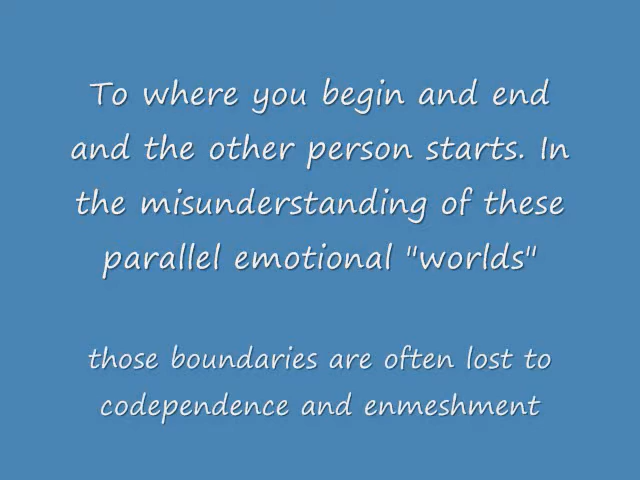 To where you begin and end
and the other person starts. In
the misunderstanding of these
parallel emotional "worlds"
those boundaries are often lost to
codependence and enmeshment